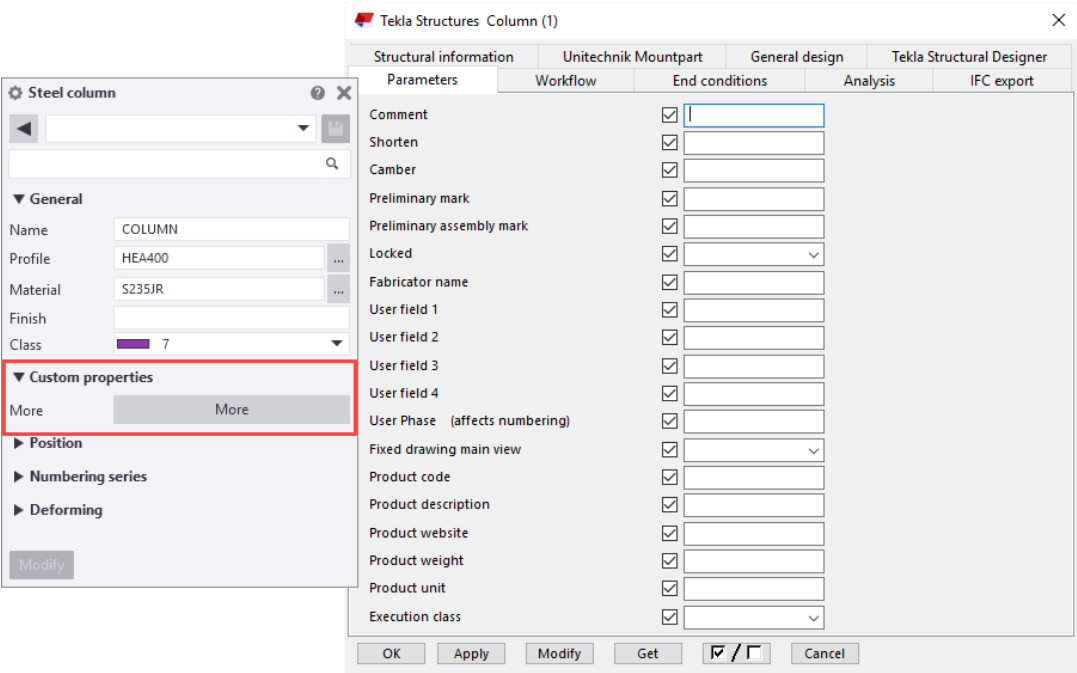 Steel column
General
Name COLUMN
Profile HEA400 ...
Material S235JR ...
Finish
Class 7
Custom properties
More More
Position
Numbering series
Deforming
Modify
Tekla Structures Column (1)
Structural information Unitechnik Mountpart General design Tekla Structural Designer
Parameters Workflow End conditions Analysis IFC export
Comment
Shorten
Camber
Preliminary mark
Preliminary assembly mark
Locked
Fabricator name
User field 1
User field 2
User field 3
User field 4
User Phase (affects numbering)
Fixed drawing main view
Product code
Product description
Product website
Product weight
Product unit
Execution class
OK Apply Modify Get / Cancel